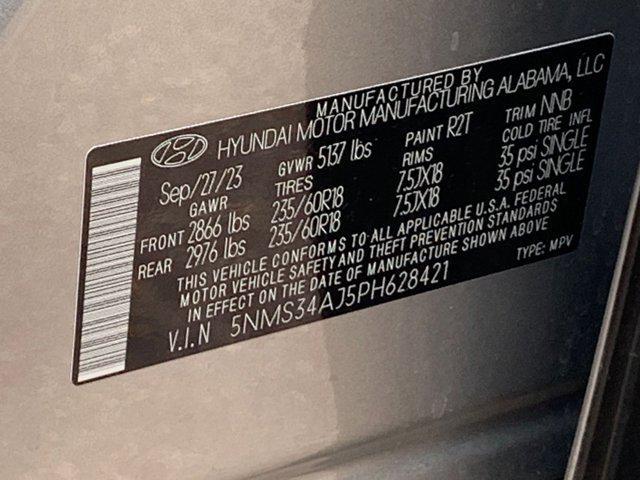 MANUFACTURED BY
HYUNDAI MOTOR MANUFACTURING ALABAMA, LLC
Sep/27/23 GVWR 5137 lbs PAINT R2T TRIM NNB
GAWR TIRES RIMS COLD TIRE INFL
FRONT 2866 lbs 235/60R18 7.5JX18 35 psi SINGLE
REAR 2976 lbs 235/60R18 7.5JX18 35 psi SINGLE
THIS VEHICLE CONFORMS TO ALL APPLICABLE U.S.A. FEDERAL
MOTOR VEHICLE SAFETY AND THEFT PREVENTION STANDARDS
IN EFFECT ON THE DATE OF MANUFACTURE SHOWN ABOVE
V.I.N 5NMS34AJ5PH628421 TYPE: MPV